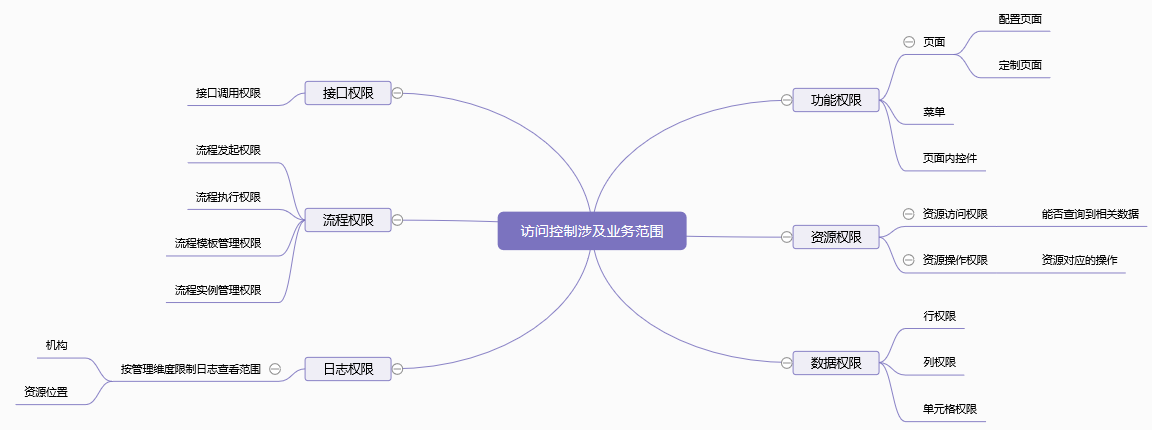 访问控制涉及业务范围
功能权限
页面
配置页面
定制页面
菜单
页面内控件
资源权限
资源访问权限
能否查询到相关数据
资源操作权限
资源对应的操作
数据权限
行权限
列权限
单元格权限
接口权限
接口调用权限
流程权限
流程发起权限
流程执行权限
流程模板管理权限
流程实例管理权限
日志权限
按管理维度限制日志查看范围
机构
资源位置